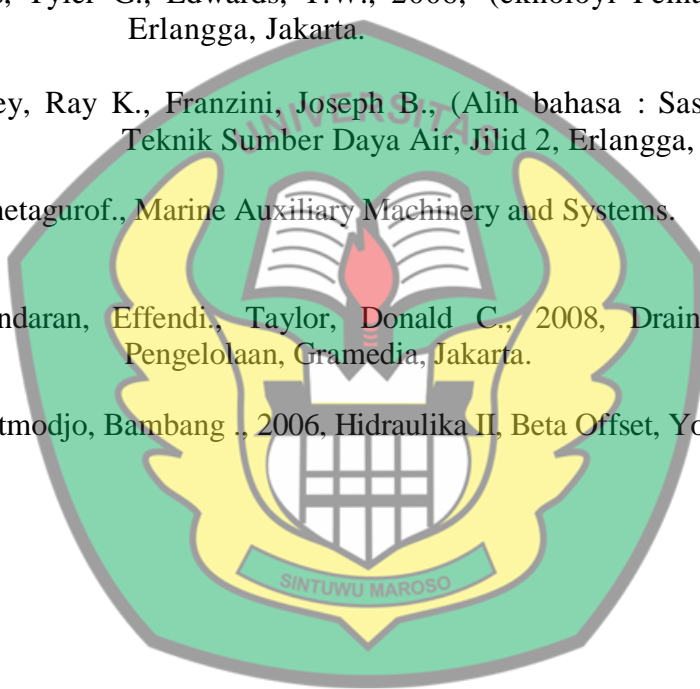 Tyler G., Edwards, T.W., 2006,
Erlangga, Jakarta.
ey, Ray K., Franzini, Joseph B., (Alih bahasa : Sas
Teknik Sumber Daya Air, Jilid 2, Erlangga,
netagurof., Marine Auxiliary Machinery and Systems.
ndaran, Effendi., Taylor, Donald C., 2008, Drain
Pengelolaan, Gramedia, Jakarta.
tmodjo, Bambang ., 2006, Hidraulika II, Beta Offset, Yo
UNIVERSITAS
SINTUWU MAROSO